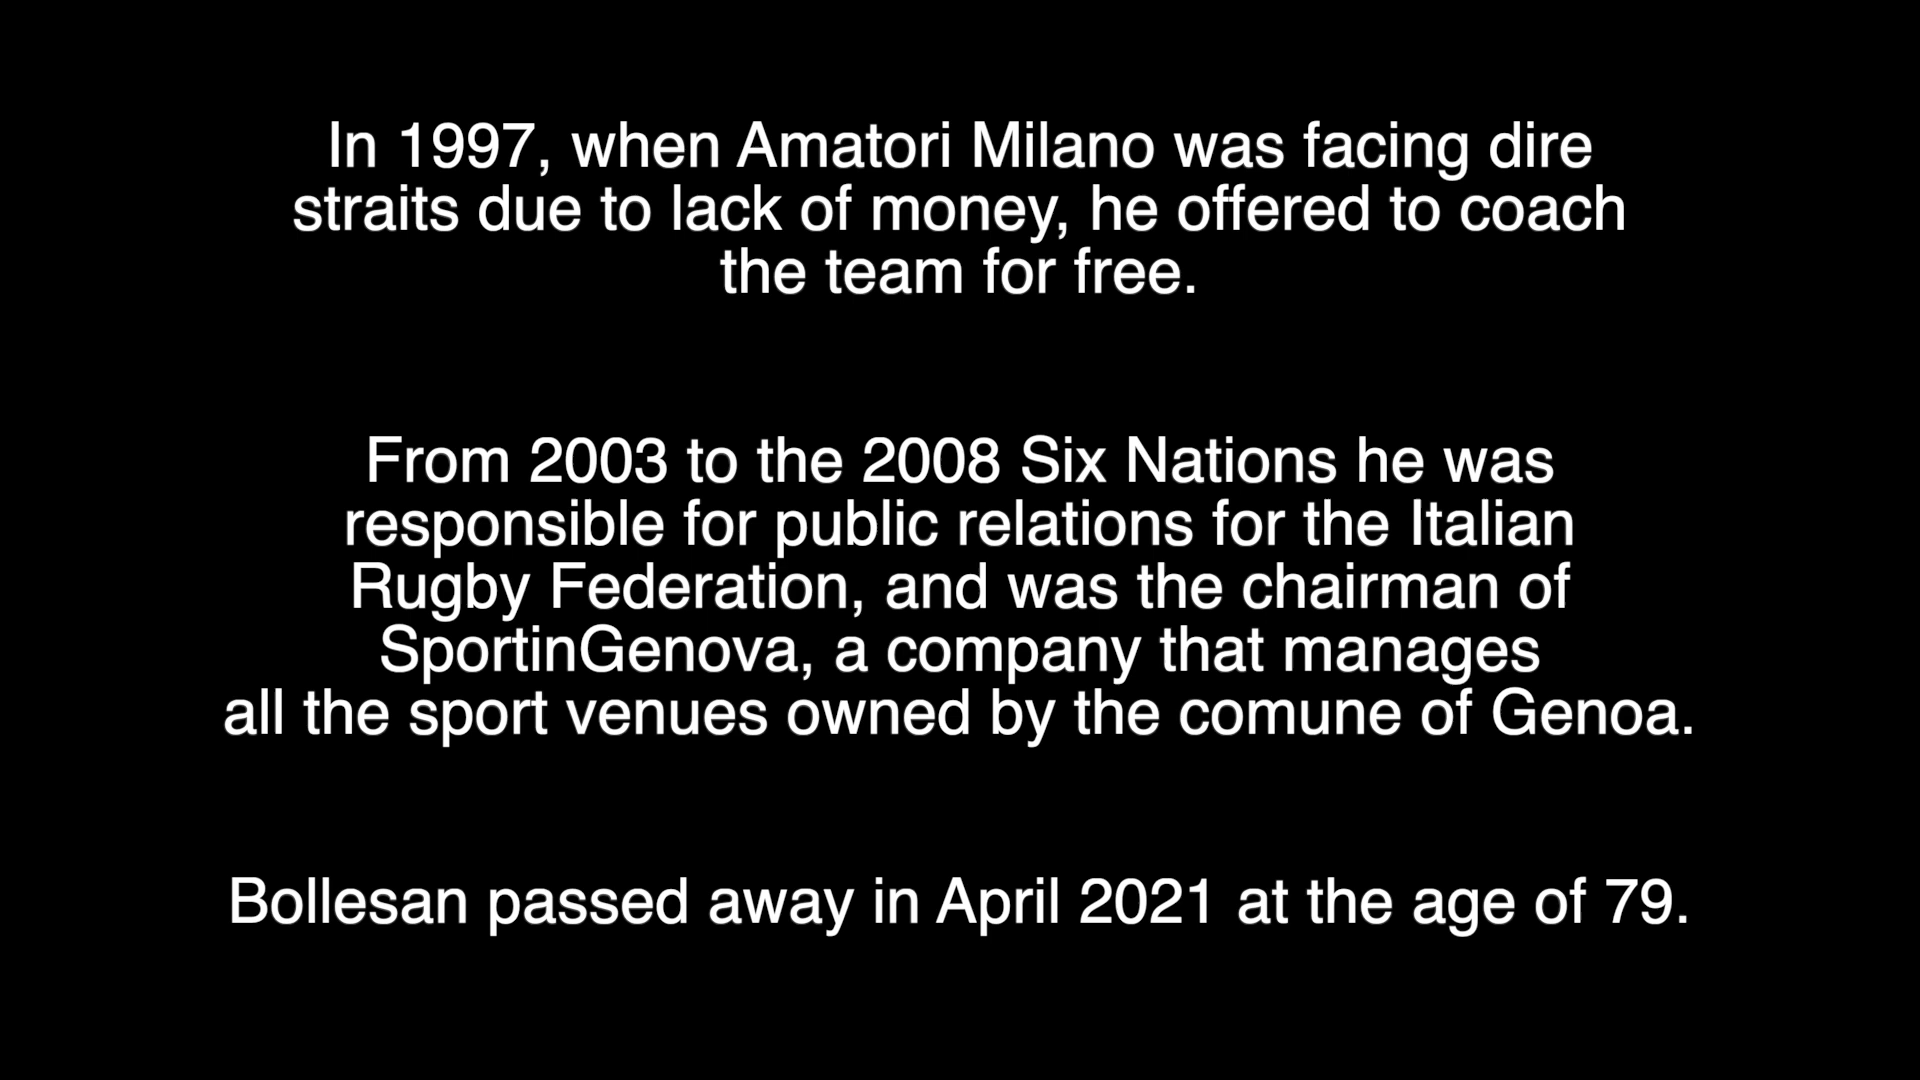 In 1997, when Amatori Milano was facing dire
straits due to lack of money, he offered to coach
the team for free.
From 2003 to the 2008 Six Nations he was
responsible for public relations for the Italian
Rugby Federation, and was the chairman of
SportinGenova, a company that manages
all the sport venues owned by the comune of Genoa.
Bollesan passed away in April 2021 at the age of 79.